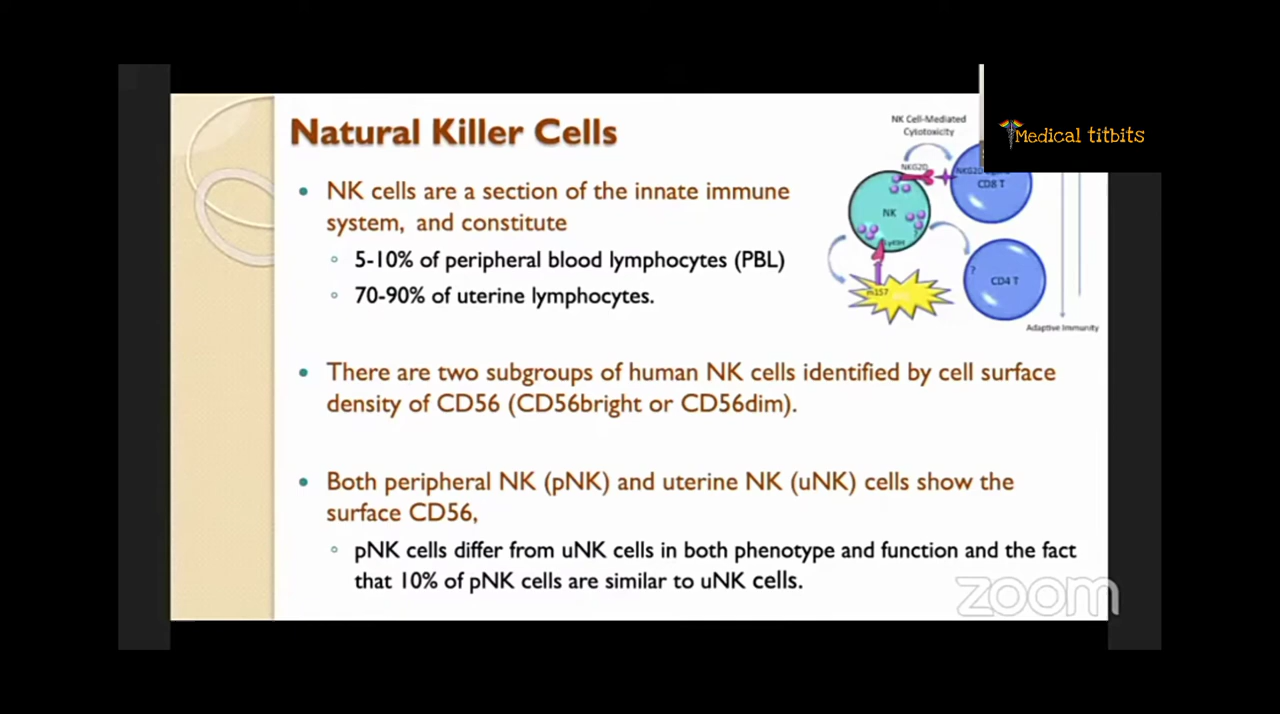 Natural Killer Cells
NK cells are a section of the innate immune
system, and constitute
5-10% of peripheral blood lymphocytes (PBL)
70-90% of uterine lymphocytes.
There are two subgroups of human NK cells identified by cell surface
density of CD56 (CD56bright or CD56dim).
Both peripheral NK (pNK) and uterine NK (uNK) cells show the
surface CD56,
pNK cells differ from uNK cells in both phenotype and function and the fact
that 10% of pNK cells are similar to uNK cells.
NK Cell-Mediated
Cytotoxicity
NKG2D
NKG2D
CD8 T
NK
?
m157
?
CD4 T
Adaptive Immunity
Medical titbits
zoom